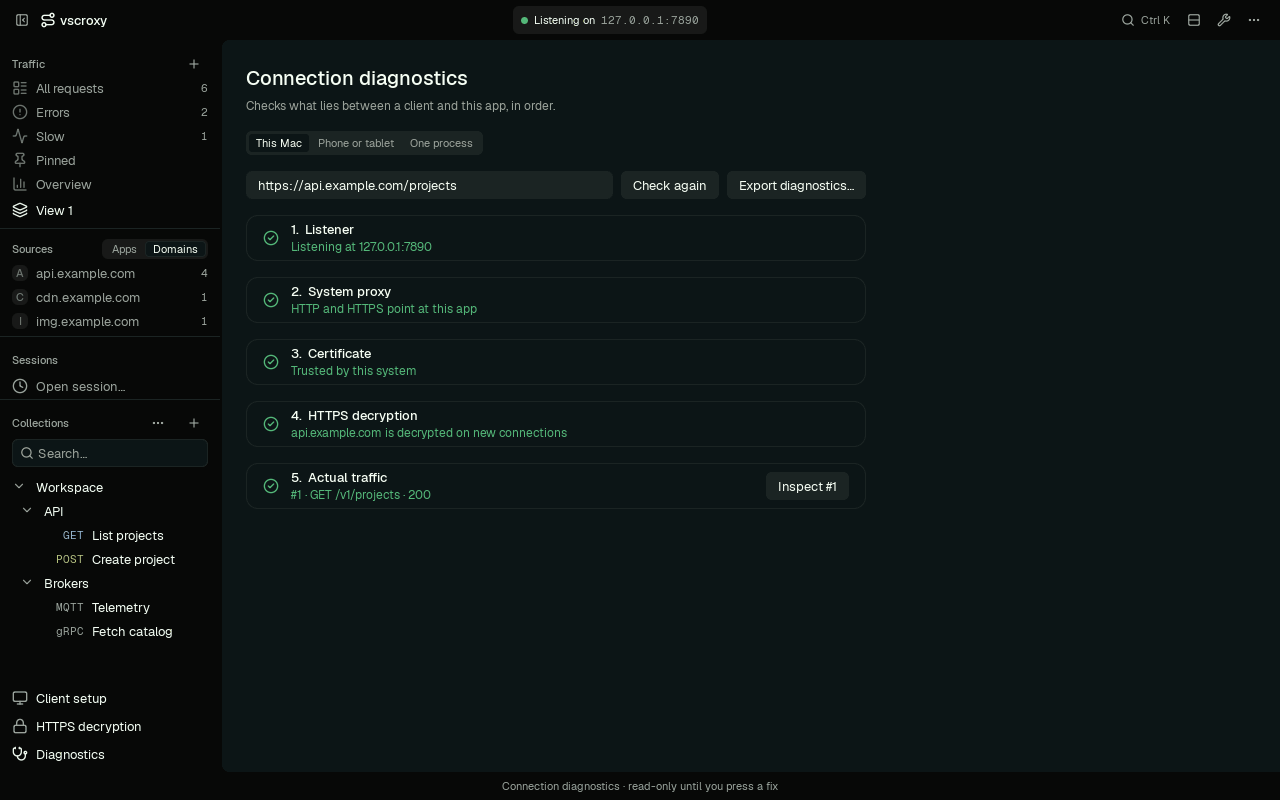 vscroxy
Listening on 127.0.0.1:7890
Ctrl K
Traffic
All requests 6
Errors 2
Slow 1
Pinned
Overview
View 1
Sources Apps Domains
A api.example.com 4
C cdn.example.com 1
I img.example.com 1
Sessions
Open session...
Collections
Search...
Workspace
API
GET List projects
POST Create project
Brokers
MQTT Telemetry
gRPC Fetch catalog
Client setup
HTTPS decryption
Diagnostics
Connection diagnostics
Checks what lies between a client and this app, in order.
This Mac Phone or tablet One process
https://api.example.com/projects Check again Export diagnostics...
1. Listener
Listening at 127.0.0.1:7890
2. System proxy
HTTP and HTTPS point at this app
3. Certificate
Trusted by this system
4. HTTPS decryption
api.example.com is decrypted on new connections
5. Actual traffic
#1 · GET /v1/projects · 200
Inspect #1
Connection diagnostics · read-only until you press a fix